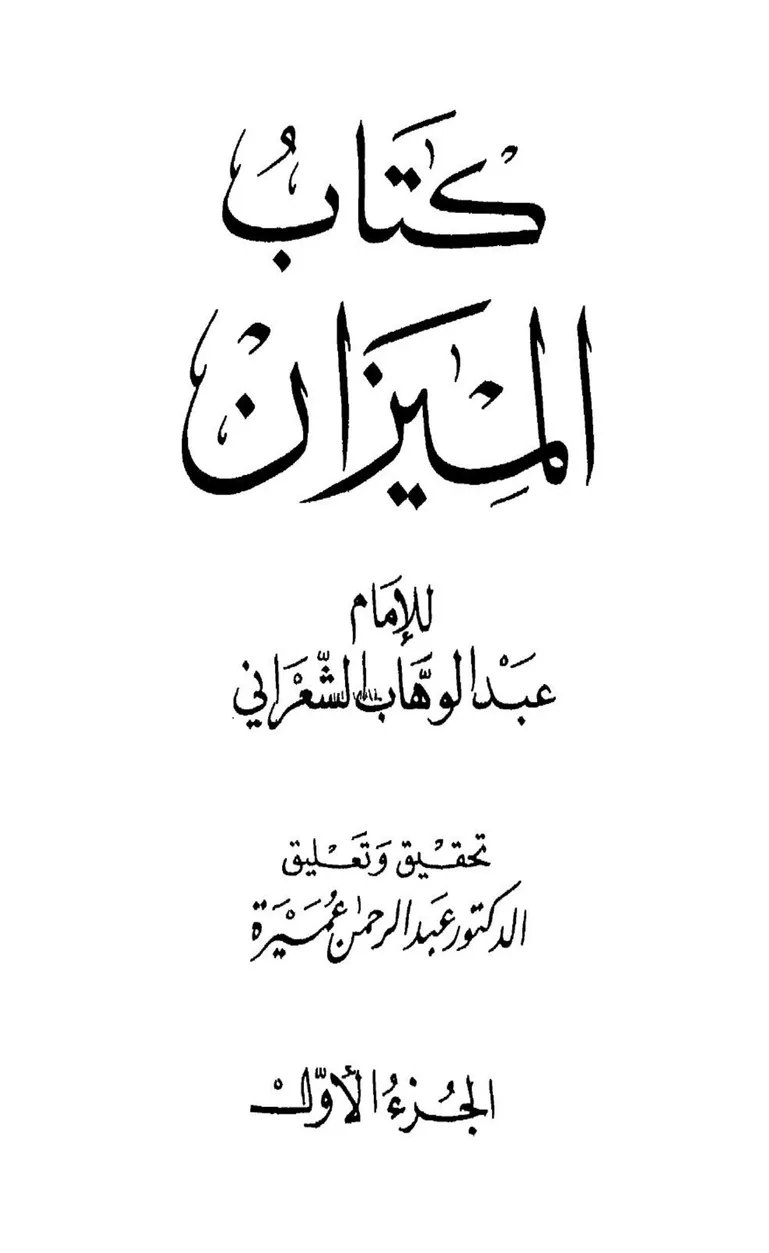 كتاب
الميزان
للإمام
عبد الوهاب الشعراني
تحقيق وتعليق
الدكتور عبد الرحمن عميرة
الجزء الأول